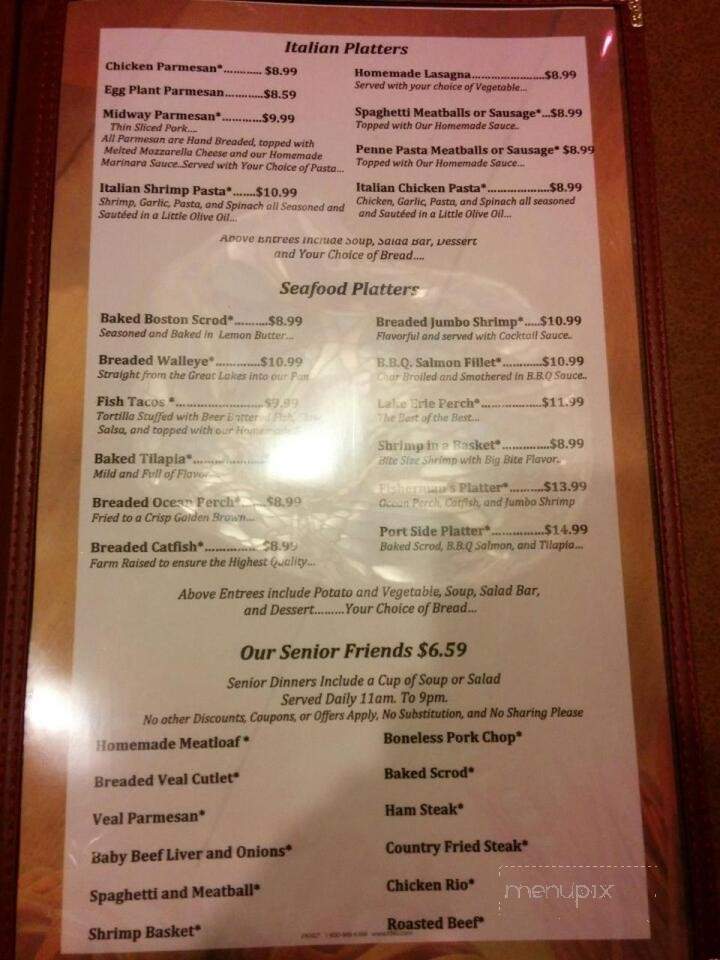 Italian Platters
Chicken Parmesan*............ $8.99
Egg Plant Parmesan...........$8.59
Midway Parmesan*............$9.99
Thin Sliced Pork....
All Parmesan are Hand Breaded, topped with
Melted Mozzarella Cheese and our Homemade
Marinara Sauce..Served with Your Choice of Pasta...
Italian Shrimp Pasta*.......$10.99
Shrimp, Garlic, Pasta, and Spinach all Seasoned and
Sautéed in a Little Olive Oil...
Homemade Lasagna......................$8.99
Served with your choice of Vegetable...
Spaghetti Meatballs or Sausage*...$8.99
Topped with Our Homemade Sauce..
Penne Pasta Meatballs or Sausage* $8.99
Topped with Our Homemade Sauce...
Italian Chicken Pasta*...................$8.99
Chicken, Garlic, Pasta, and Spinach all seasoned
and Sautéed in a Little Olive Oil...
Above Entrees Include Soup, Salad Bar, Dessert
and Your Choice of Bread....
Seafood Platters
Baked Boston Scrod*..........$8.99
Seasoned and Baked in Lemon Butter...
Breaded Walleye*..............$10.99
Straight from the Great Lakes into our Pan
Fish Tacos *..........................$9.99
Tortilla Stuffed with Beer Battered Fish,
Salsa, and topped with our
Baked Tilapia*......................
Mild and Full of Flavor...
Breaded Ocean Perch*........$8.99
Fried to a Crisp Golden Brown...
Breaded Catfish*............... $8.99
Farm Raised to ensure the Highest Quality...
Breaded Jumbo Shrimp*.....$10.99
Flavorful and served with Cocktail Sauce..
B.B.Q. Salmon Fillet*............$10.99
Char Broiled and Smothered in B.B.Q Sauce..
Lake Erie Perch*..................$11.99
The Best of the Best...
Shrimp in a Basket*..............$8.99
Bite Size Shrimp with Big Bite Flavor..
Fisherman's Platter*..........$13.99
Ocean Perch, Catfish, and Jumbo Shrimp
Port Side Platter*................$14.99
Baked Scrod, B.B.Q Salmon, and Tilapia...
Above Entrees include Potato and Vegetable, Soup, Salad Bar,
and Dessert.........Your Choice of Bread...
Our Senior Friends $6.59
Senior Dinners Include a Cup of Soup or Salad
Served Daily 11am. To 9pm.
No other Discounts, Coupons, or Offers Apply, No Substitution, and No Sharing Please
Homemade Meatloaf *
Breaded Veal Cutlet*
Veal Parmesan*
Baby Beef Liver and Onions*
Spaghetti and Meatball*
Shrimp Basket*
Boneless Pork Chop*
Baked Scrod*
Ham Steak*
Country Fried Steak*
Chicken Rio*
Roasted Beef*
menupix